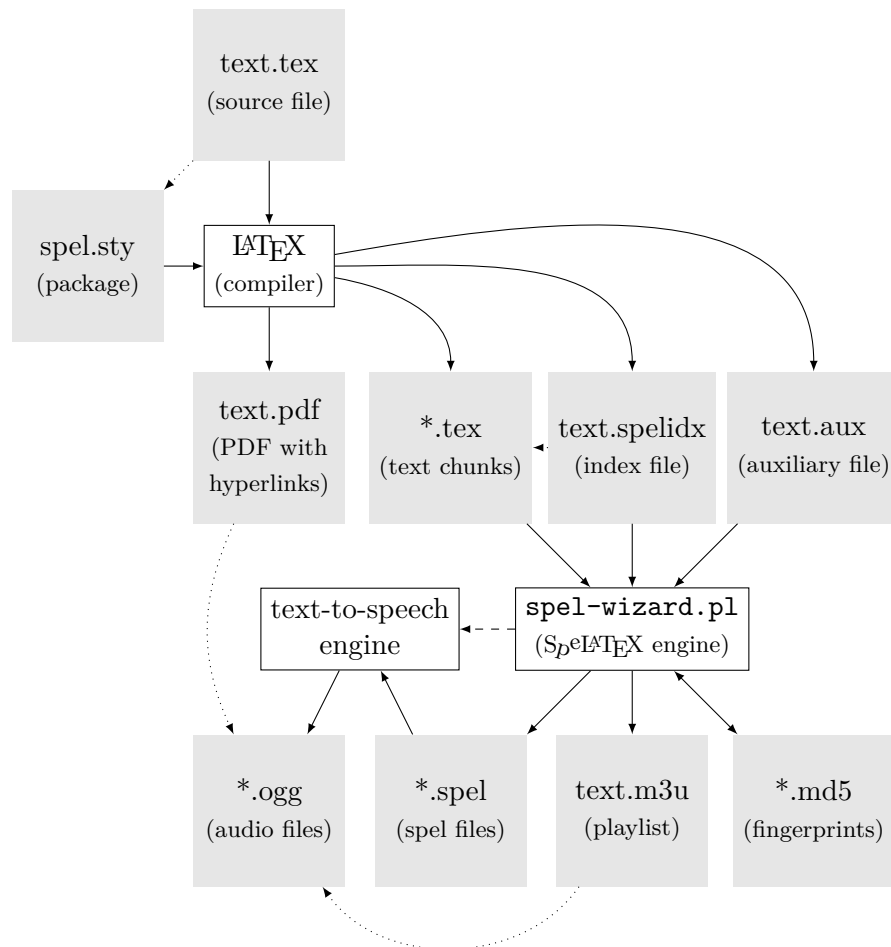 text.tex
(source file)
spel.sty
(package)
LATEX
(compiler)
text.pdf
(PDF with
hyperlinks)
*.tex
(text chunks)
text.spelidx
(index file)
text.aux
(auxiliary file)
text-to-speech
engine
spel-wizard.pl
(SpeLATEX engine)
*.ogg
(audio files)
*.spel
(spel files)
text.m3u
(playlist)
*.md5
(fingerprints)